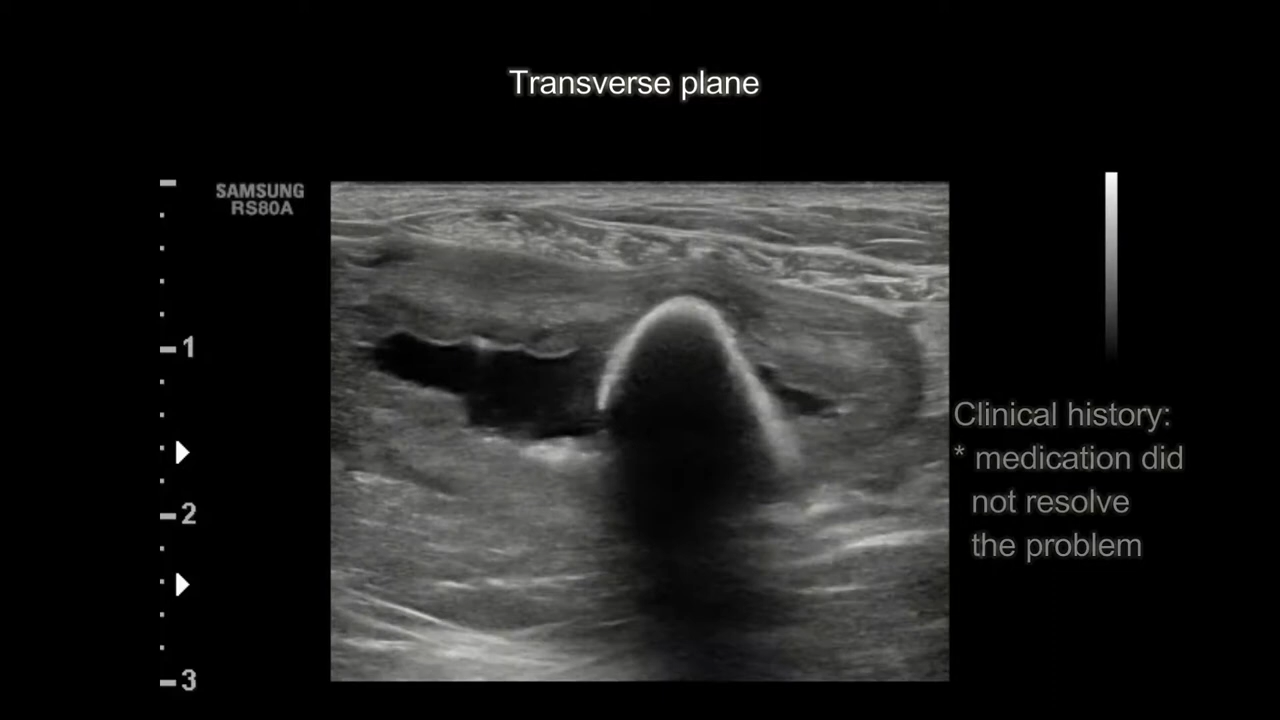 Transverse plane
SAMSUNG
RS80A
1
Clinical history:
* medication did
not resolve
the problem
2
3